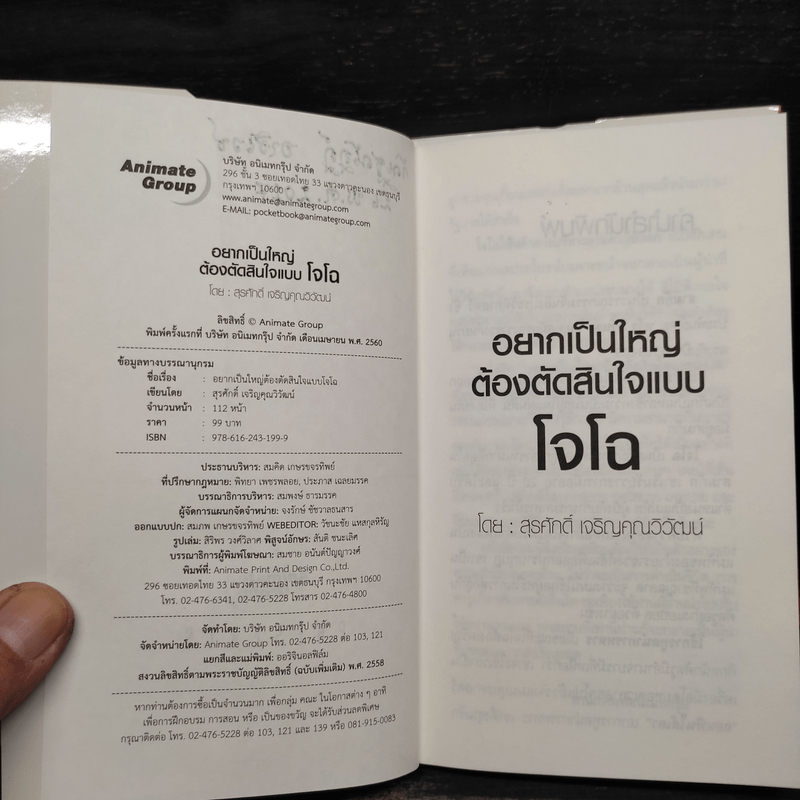 Animate
Group
บริษัท อนิเมทกรุ๊ป จำกัด
296 ชั้น 3 ซอยเทอดไทย 33 แขวงดาวคะนอง เขตธนบุรี
กรุงเทพฯ 10600
www.animate@animategroup.com
E-MAIL: pocketbook@animategroup.com
อยากเป็นใหญ่
ต้องตัดสินใจแบบ โจโฉ
โดย : สุรศักดิ์ เจริญคุณวิวัฒน์
ลิขสิทธิ์ © Animate Group
พิมพ์ครั้งแรกที่ บริษัท อนิเมทกรุ๊ป จำกัด เดือนเมษายน พ.ศ. 2560
ข้อมูลทางบรรณานุกรม
ชื่อเรื่อง : อยากเป็นใหญ่ต้องตัดสินใจแบบโจโฉ
เขียนโดย : สุรศักดิ์ เจริญคุณวิวัฒน์
จำนวนหน้า : 112 หน้า
ราคา : 99 บาท
ISBN : 978-616-243-199-9
ประธานบริหาร: สมคิด เกษรขจรทิพย์
ที่ปรึกษากฎหมาย: พิทยา เพชรพลอย, ประภาส เฉลยมรรค
บรรณาธิการบริหาร: สมพงษ์ ธารมรรค
ผู้จัดการแผนกจัดจำหน่าย: จงรักษ์ ชัชวาลธนสาร
ออกแบบปก: สมภพ เกษรขจรทิพย์ WEBEDITOR: วัชนะชัย แหสกุลหิรัญ
รูปเล่ม: สิริพร วงศ์วิลาศ พิสูจน์อักษร: สันติ ชนะเลิศ
บรรณาธิการผู้พิมพ์โฆษณา: สมชาย อนันต์ปัญญาวงศ์
พิมพ์ที่: Animate Print And Design Co.,Ltd.
296 ซอยเทอดไทย 33 แขวงดาวคะนอง เขตธนบุรี กรุงเทพฯ 10600
โทร. 02-476-6341, 02-476-5228 โทรสาร 02-476-4800
จัดทำโดย: บริษัท อนิเมทกรุ๊ป จำกัด
จัดจำหน่ายโดย: Animate Group โทร. 02-476-5228 ต่อ 103, 121
แยกสีและแม่พิมพ์: ออริจินอลฟิล์ม
สงวนลิขสิทธิ์ตามพระราชบัญญัติลิขสิทธิ์ (ฉบับเพิ่มเติม) พ.ศ. 2558
หากท่านต้องการซื้อเป็นจำนวนมาก เพื่อกลุ่ม คณะ ในโอกาสต่าง ๆ อาทิ
เพื่อการฝึกอบรม การสอน หรือ เป็นของขวัญ จะได้รับส่วนลดพิเศษ
กรุณาติดต่อ โทร. 02-476-5228 ต่อ 103, 121 และ 139 หรือ 081-915-0083
อยากเป็นใหญ่
ต้องตัดสินใจแบบ
โจโฉ
โดย : สุรศักดิ์ เจริญคุณวิวัฒน์